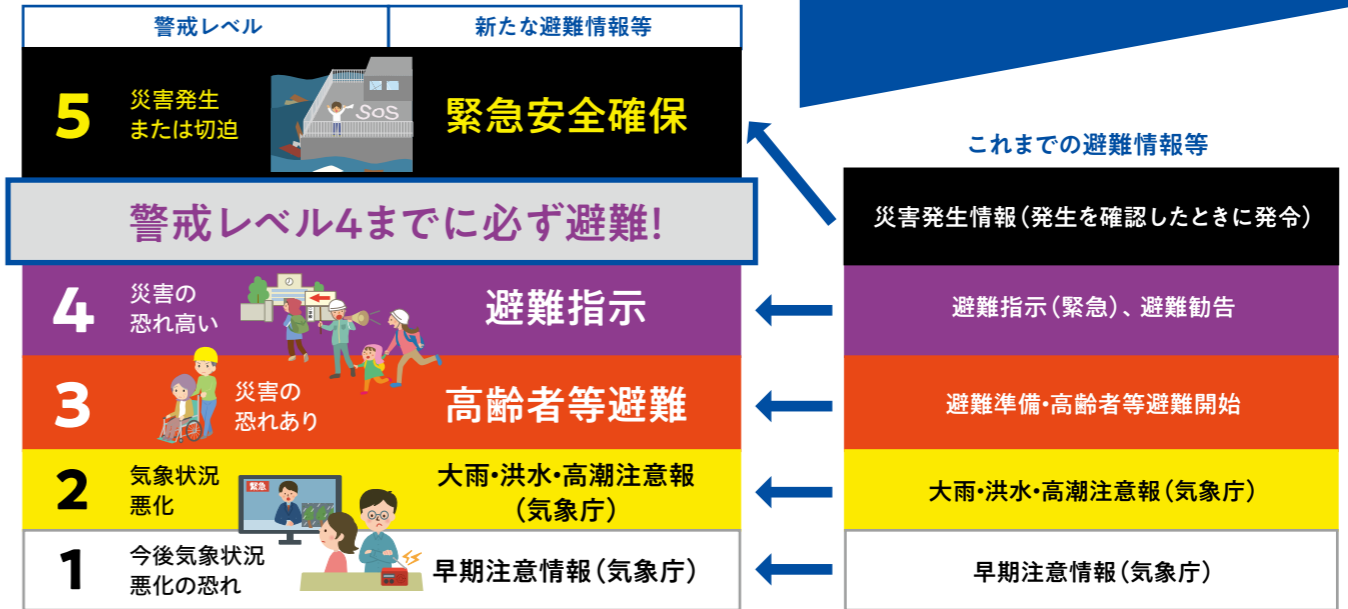 警戒レベル
新たな避難情報等
5
災害発生
または切迫
SOS
緊急安全確保
警戒レベル4までに必ず避難!
4
災害の
恐れ高い
避難指示
3
災害の
恐れあり
高齢者等避難
2
気象状況
悪化
緊急
大雨・洪水・高潮注意報
(気象庁)
1
今後気象状況
悪化の恐れ
早期注意情報(気象庁)
これまでの避難情報等
災害発生情報(発生を確認したときに発令)
避難指示(緊急)、避難勧告
避難準備・高齢者等避難開始
大雨・洪水・高潮注意報(気象庁)
早期注意情報(気象庁)